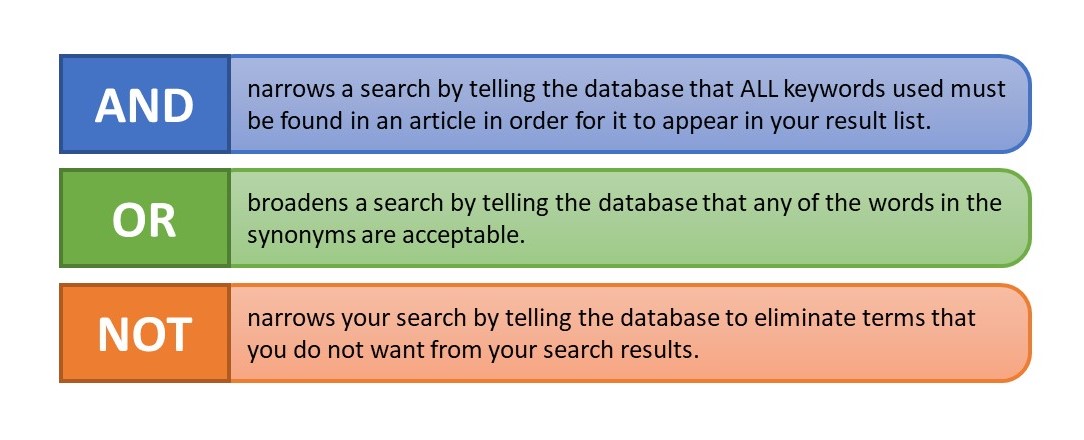 AND
narrows a search by telling the database that ALL keywords used must
be found in an article in order for it to appear in your result list.
OR
broadens a search by telling the database that any of the words in the
synonyms are acceptable.
NOT
narrows your search by telling the database to eliminate terms that
you do not want from your search results.